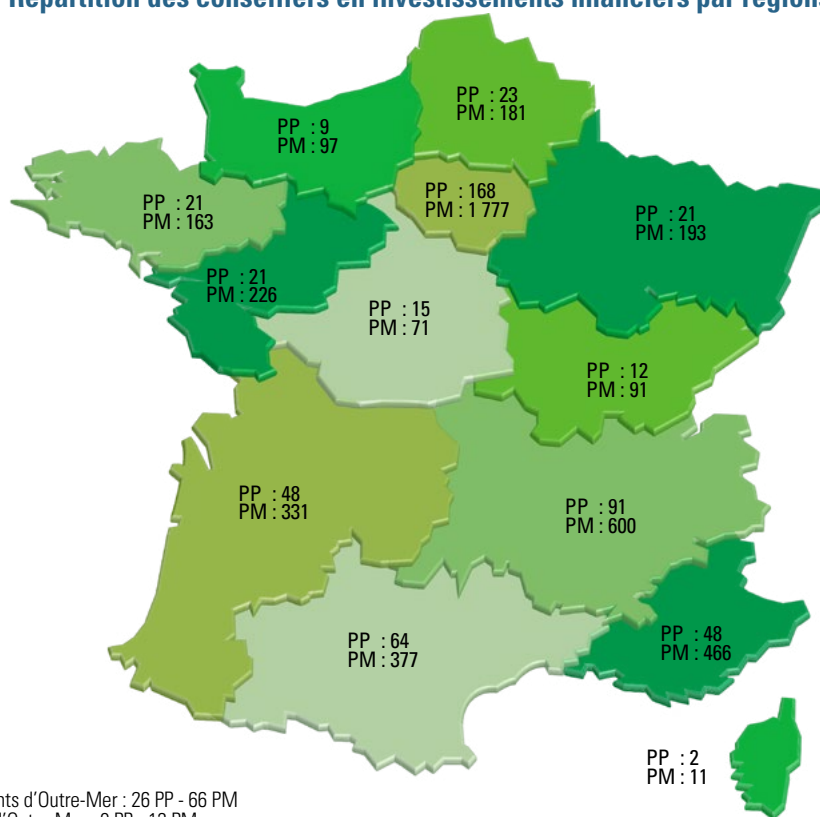 Répartition des conseillers en investissements financiers par régions
PP : 23
PM : 181
PP : 9
PM : 97
PP : 168
PM : 1 777
PP : 21
PM : 163
PP : 21
PM : 193
PP : 21
PM : 226
PP : 15
PM : 71
PP : 12
PM : 91
PP : 48
PM : 331
PP : 91
PM : 600
PP : 64
PM : 377
PP : 48
PM : 466
PP : 2
PM : 11
d'Outre-Mer : 26 PP - 66 PM